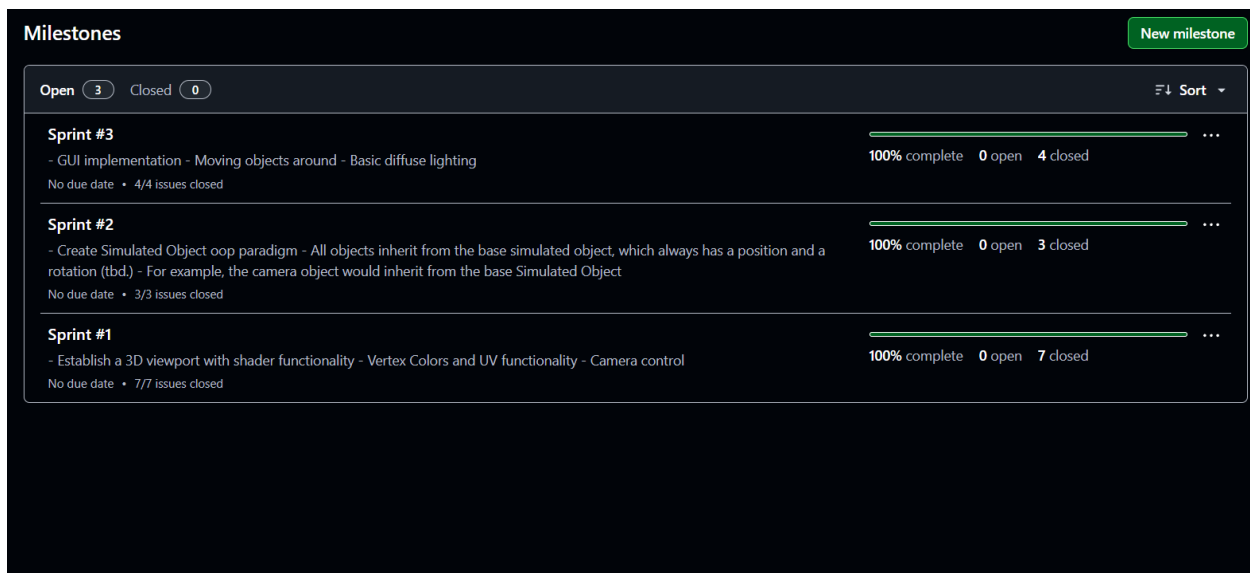 Milestones
New milestone
Open 3 Closed 0
Sort
Sprint #3
100% complete 0 open 4 closed
- GUI implementation - Moving objects around - Basic diffuse lighting
No due date • 4/4 issues closed
Sprint #2
100% complete 0 open 3 closed
- Create Simulated Object oop paradigm - All objects inherit from the base simulated object, which always has a position and a
rotation (tbd.) - For example, the camera object would inherit from the base Simulated Object
No due date • 3/3 issues closed
Sprint #1
100% complete 0 open 7 closed
- Establish a 3D viewport with shader functionality - Vertex Colors and UV functionality - Camera control
No due date • 7/7 issues closed